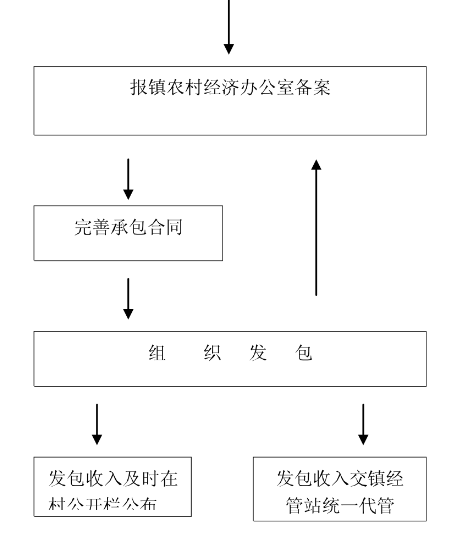 报镇农村经济办公室备案
完善承包合同
组 织 发 包
发包收入及时在
村公开栏公布
发包收入交镇经
管站统一代管